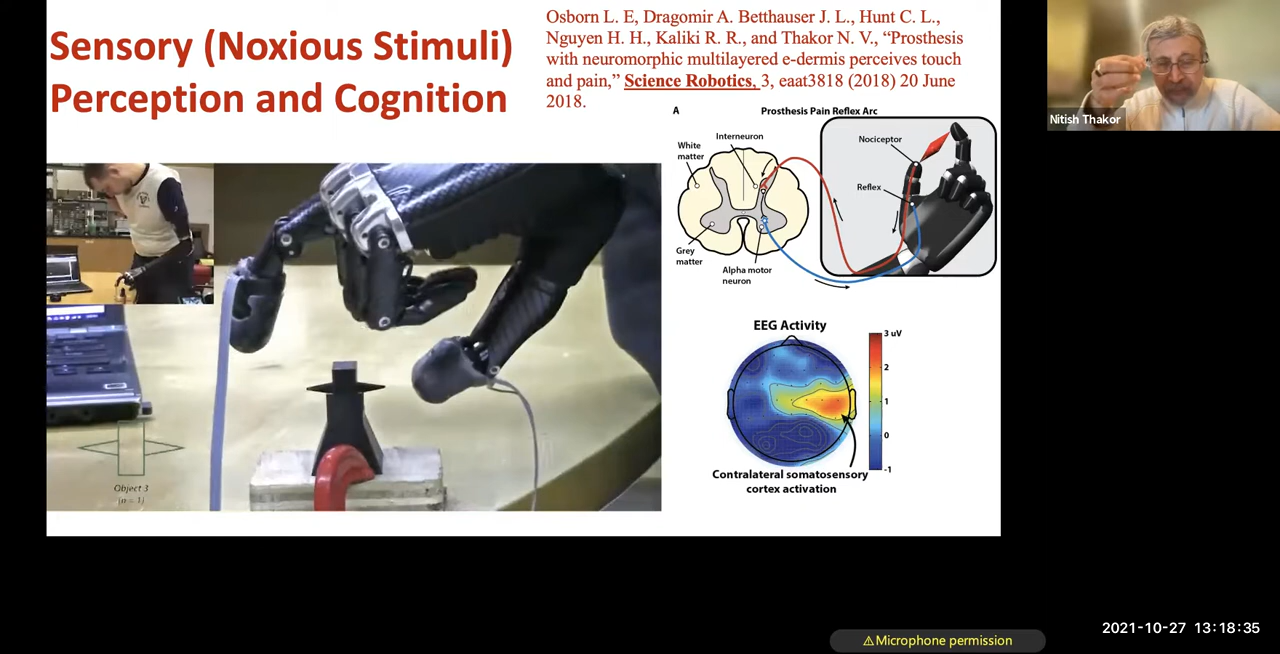 Sensory (Noxious Stimuli)
Perception and Cognition
Osborn L. E, Dragomir A. Betthauser J. L., Hunt C. L.,
Nguyen H. H., Kaliki R. R., and Thakor N. V., “Prosthesis
with neuromorphic multilayered e-dermis perceives touch
and pain,” Science Robotics, 3, eaat3818 (2018) 20 June
2018.
A
Prosthesis Pain Reflex Arc
Interneuron
White
matter
Nociceptor
Reflex
Grey
matter
Alpha motor
neuron
EEG Activity
3 uV
2
1
0
-1
Contralateral somatosensory
cortex activation
Object 3
(n = 1)
Nitish Thakor
2021-10-27 13:18:35
⚠Microphone permission